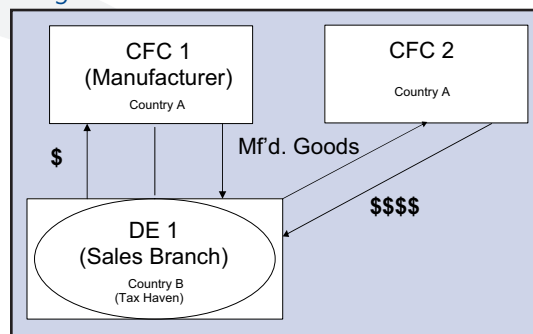 CFC 1
(Manufacturer)
Country A
CFC 2
Country A
$
Mf'd. Goods
$$$$
DE 1
(Sales Branch)
Country B
(Tax Haven)